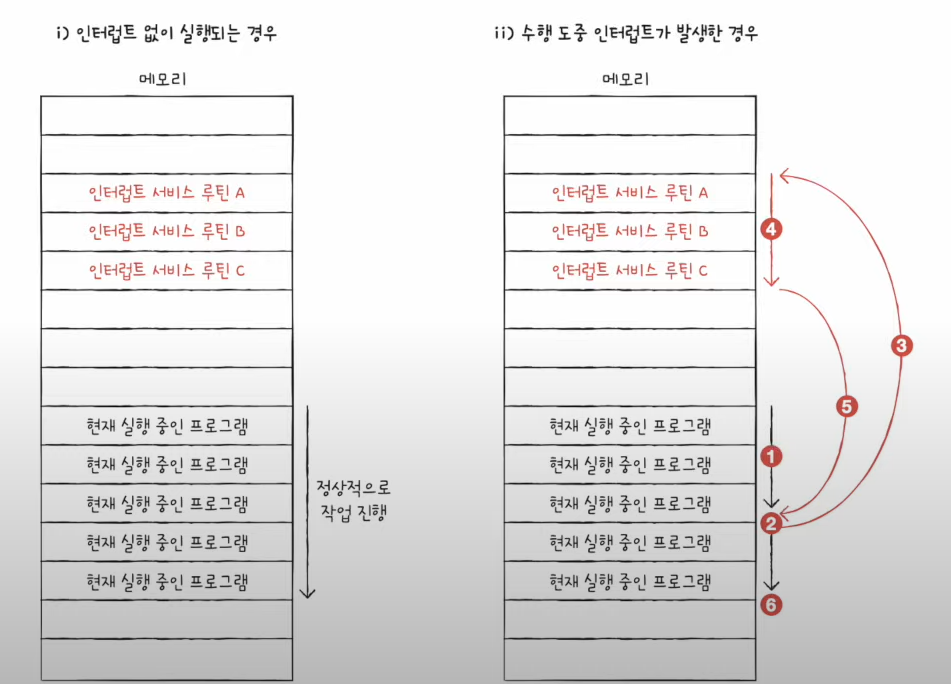 i) 인터럽트 없이 실행되는 경우
메모리
인터럽트 서비스 루틴 A
인터럽트 서비스 루틴 B
인터럽트 서비스 루틴 C
현재 실행 중인 프로그램
현재 실행 중인 프로그램
현재 실행 중인 프로그램
현재 실행 중인 프로그램
현재 실행 중인 프로그램
정상적으로
작업 진행
ii) 수행 도중 인터럽트가 발생한 경우
메모리
인터럽트 서비스 루틴 A
인터럽트 서비스 루틴 B
인터럽트 서비스 루틴 C
현재 실행 중인 프로그램
현재 실행 중인 프로그램
현재 실행 중인 프로그램
현재 실행 중인 프로그램
현재 실행 중인 프로그램
4
3
5
1
2
6